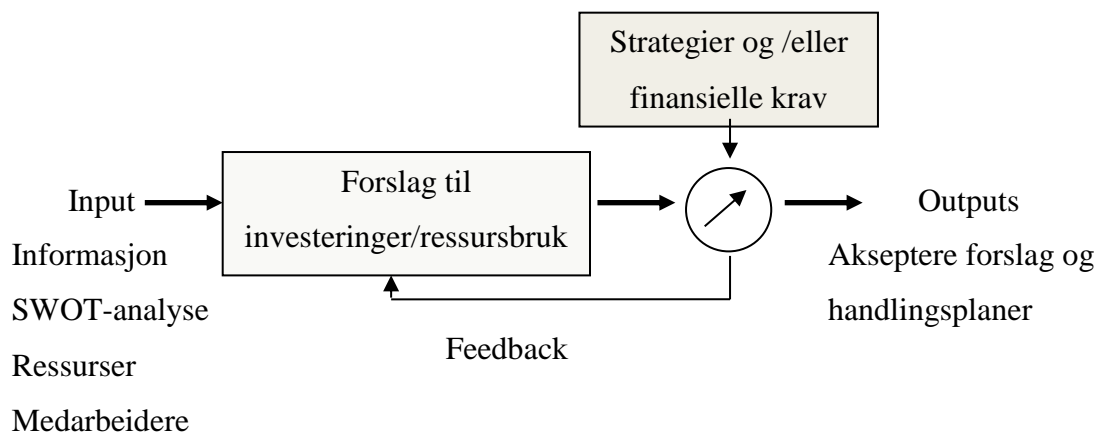 Strategier og /eller
finansielle krav
Forslag til
investeringer/ressursbruk
Input
Informasjon
SWOT-analyse
Ressurser
Medarbeidere
Outputs
Akseptere forslag og
handlingsplaner
Feedback